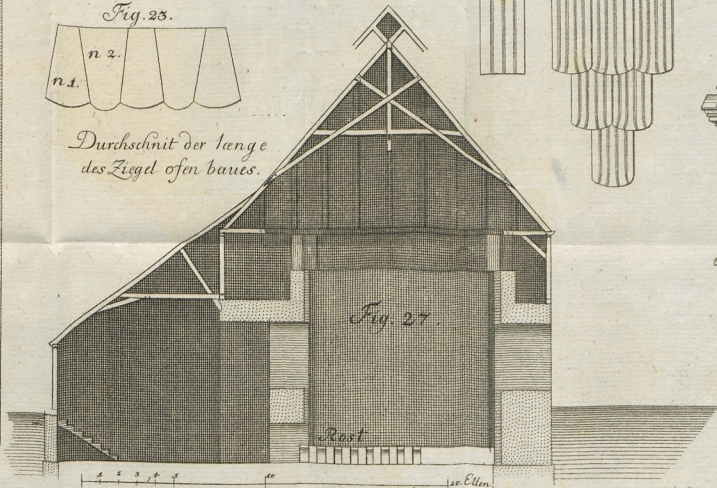 Fig. 23.
n 2.
n 1.
Durchschnit der længe
des Ziegel ofen baues.
Fig. 27.
Rost
1 2 3 4 5 10 20. Ellen